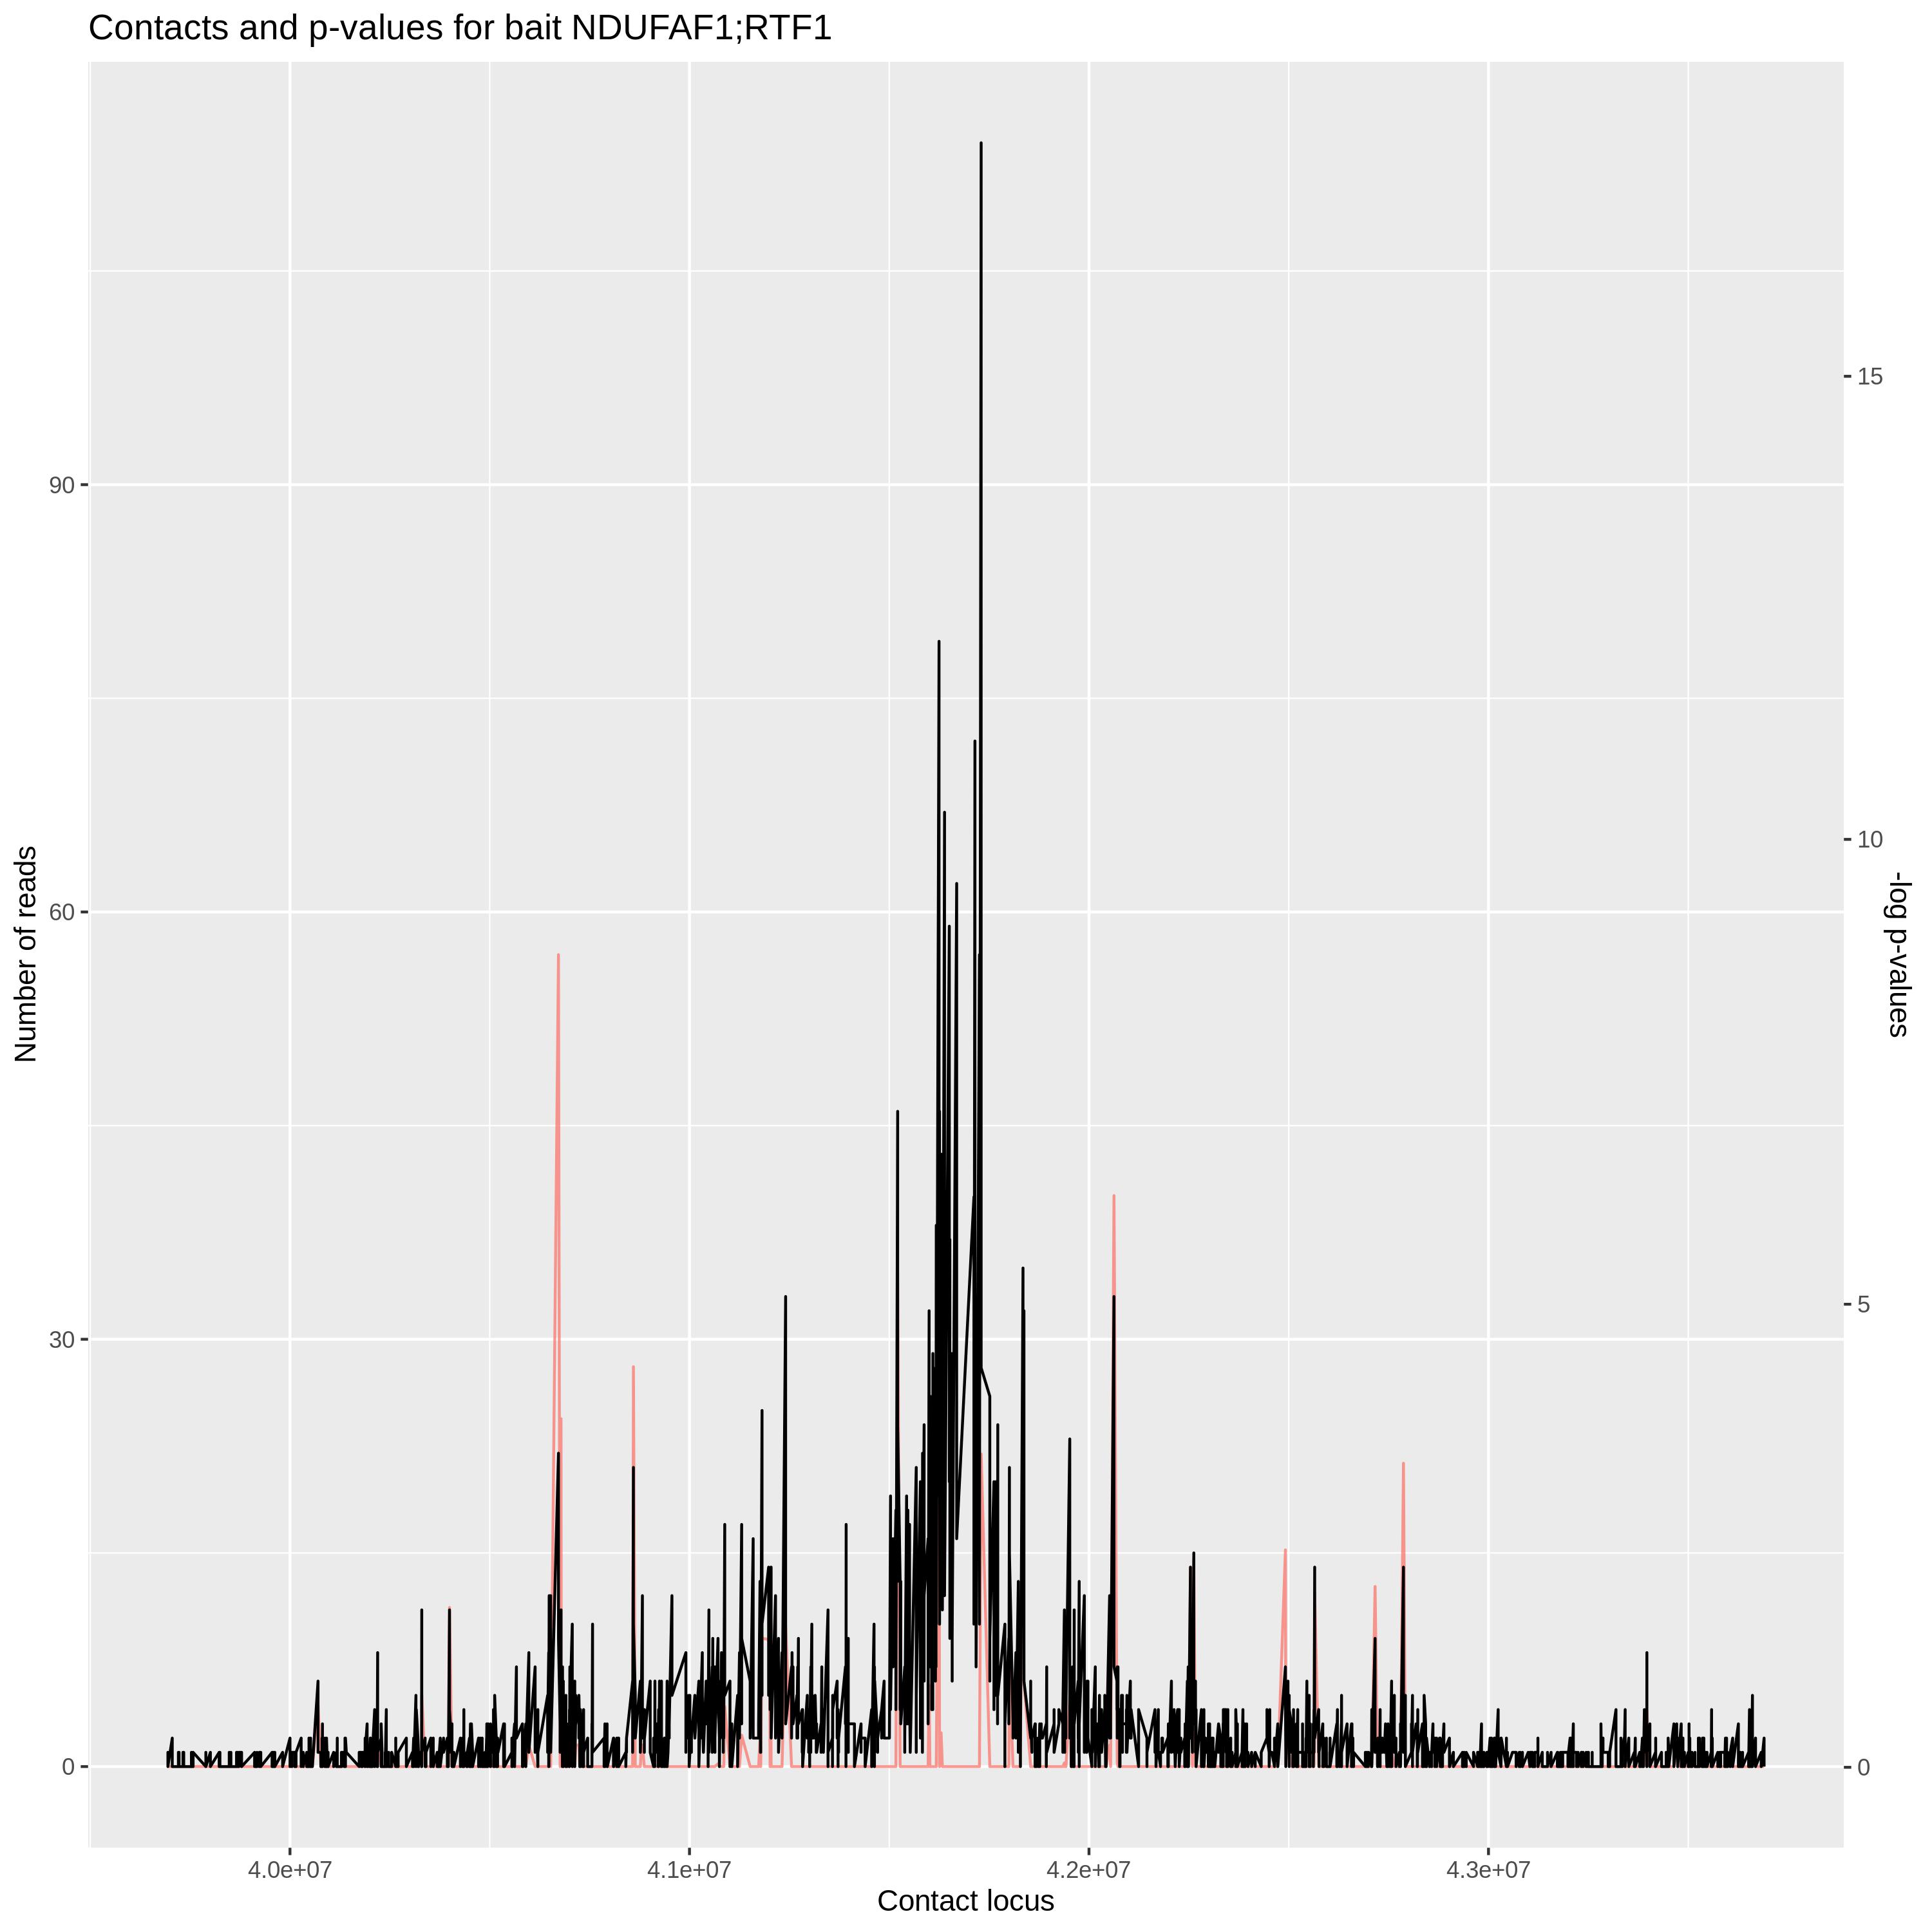 Contacts and p-values for bait NDUFAF1;RTF1
90
60
30
0
Number of reads
15
10
5
0
-log p-values
4.0e+07
4.1e+07
4.2e+07
4.3e+07
Contact locus